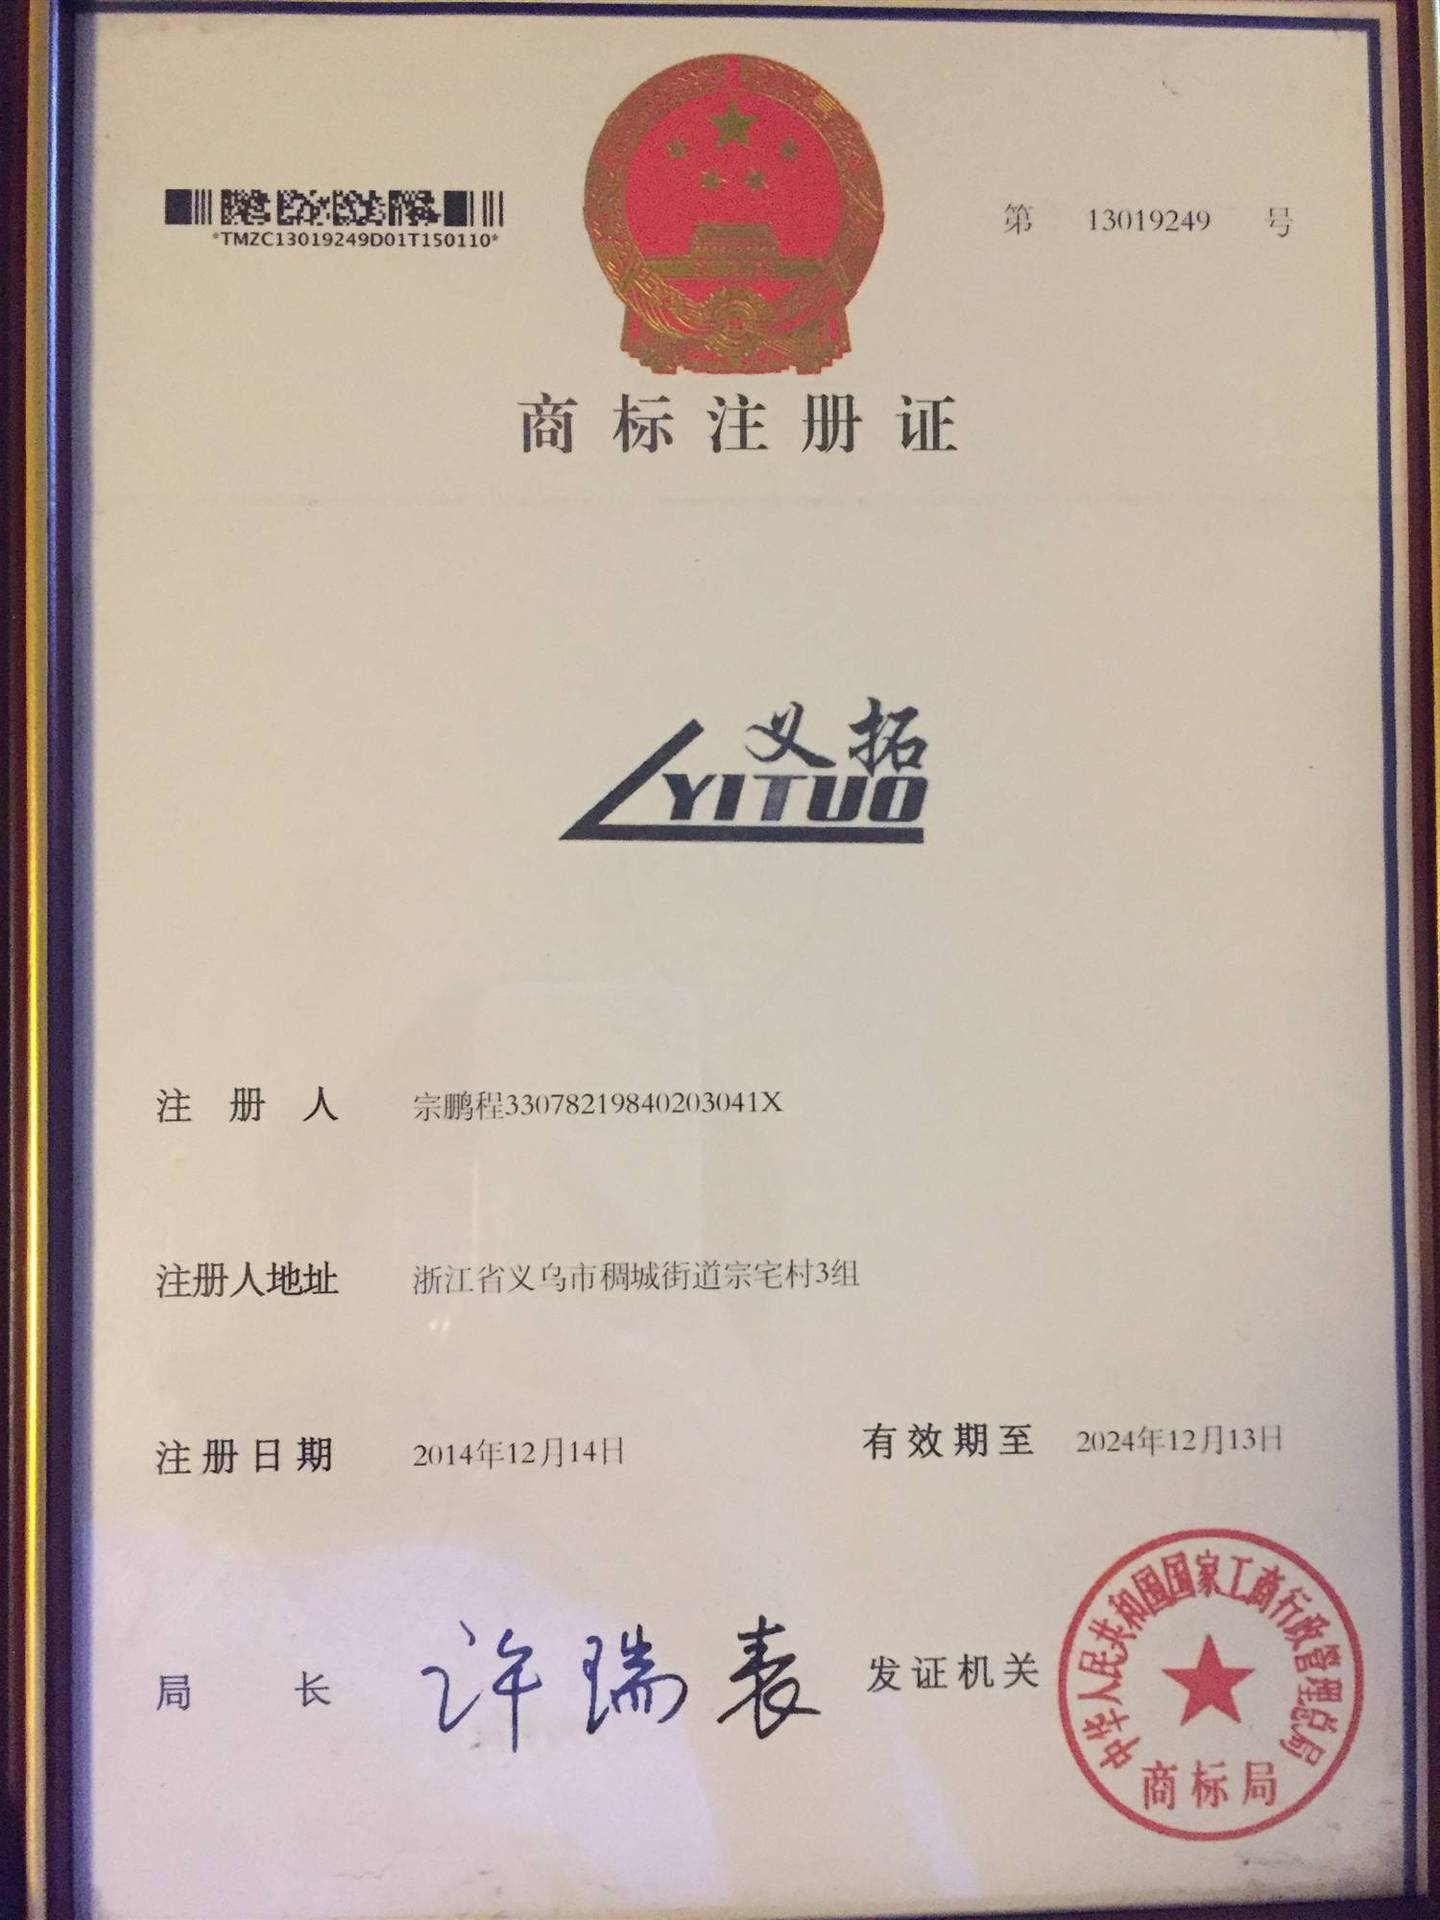 *TMZC13019249D01T150110*
第 13019249 号
商标注册证
义拓
YITUO
注册人 宗鹏程33078219840203041X
注册人地址 浙江省义乌市稠城街道宗宅村3组
注册日期 2014年12月14日 有效期至 2024年12月13日
局长 许瑞表 发证机关
中华人民共和国国家工商行政管理总局
商标局